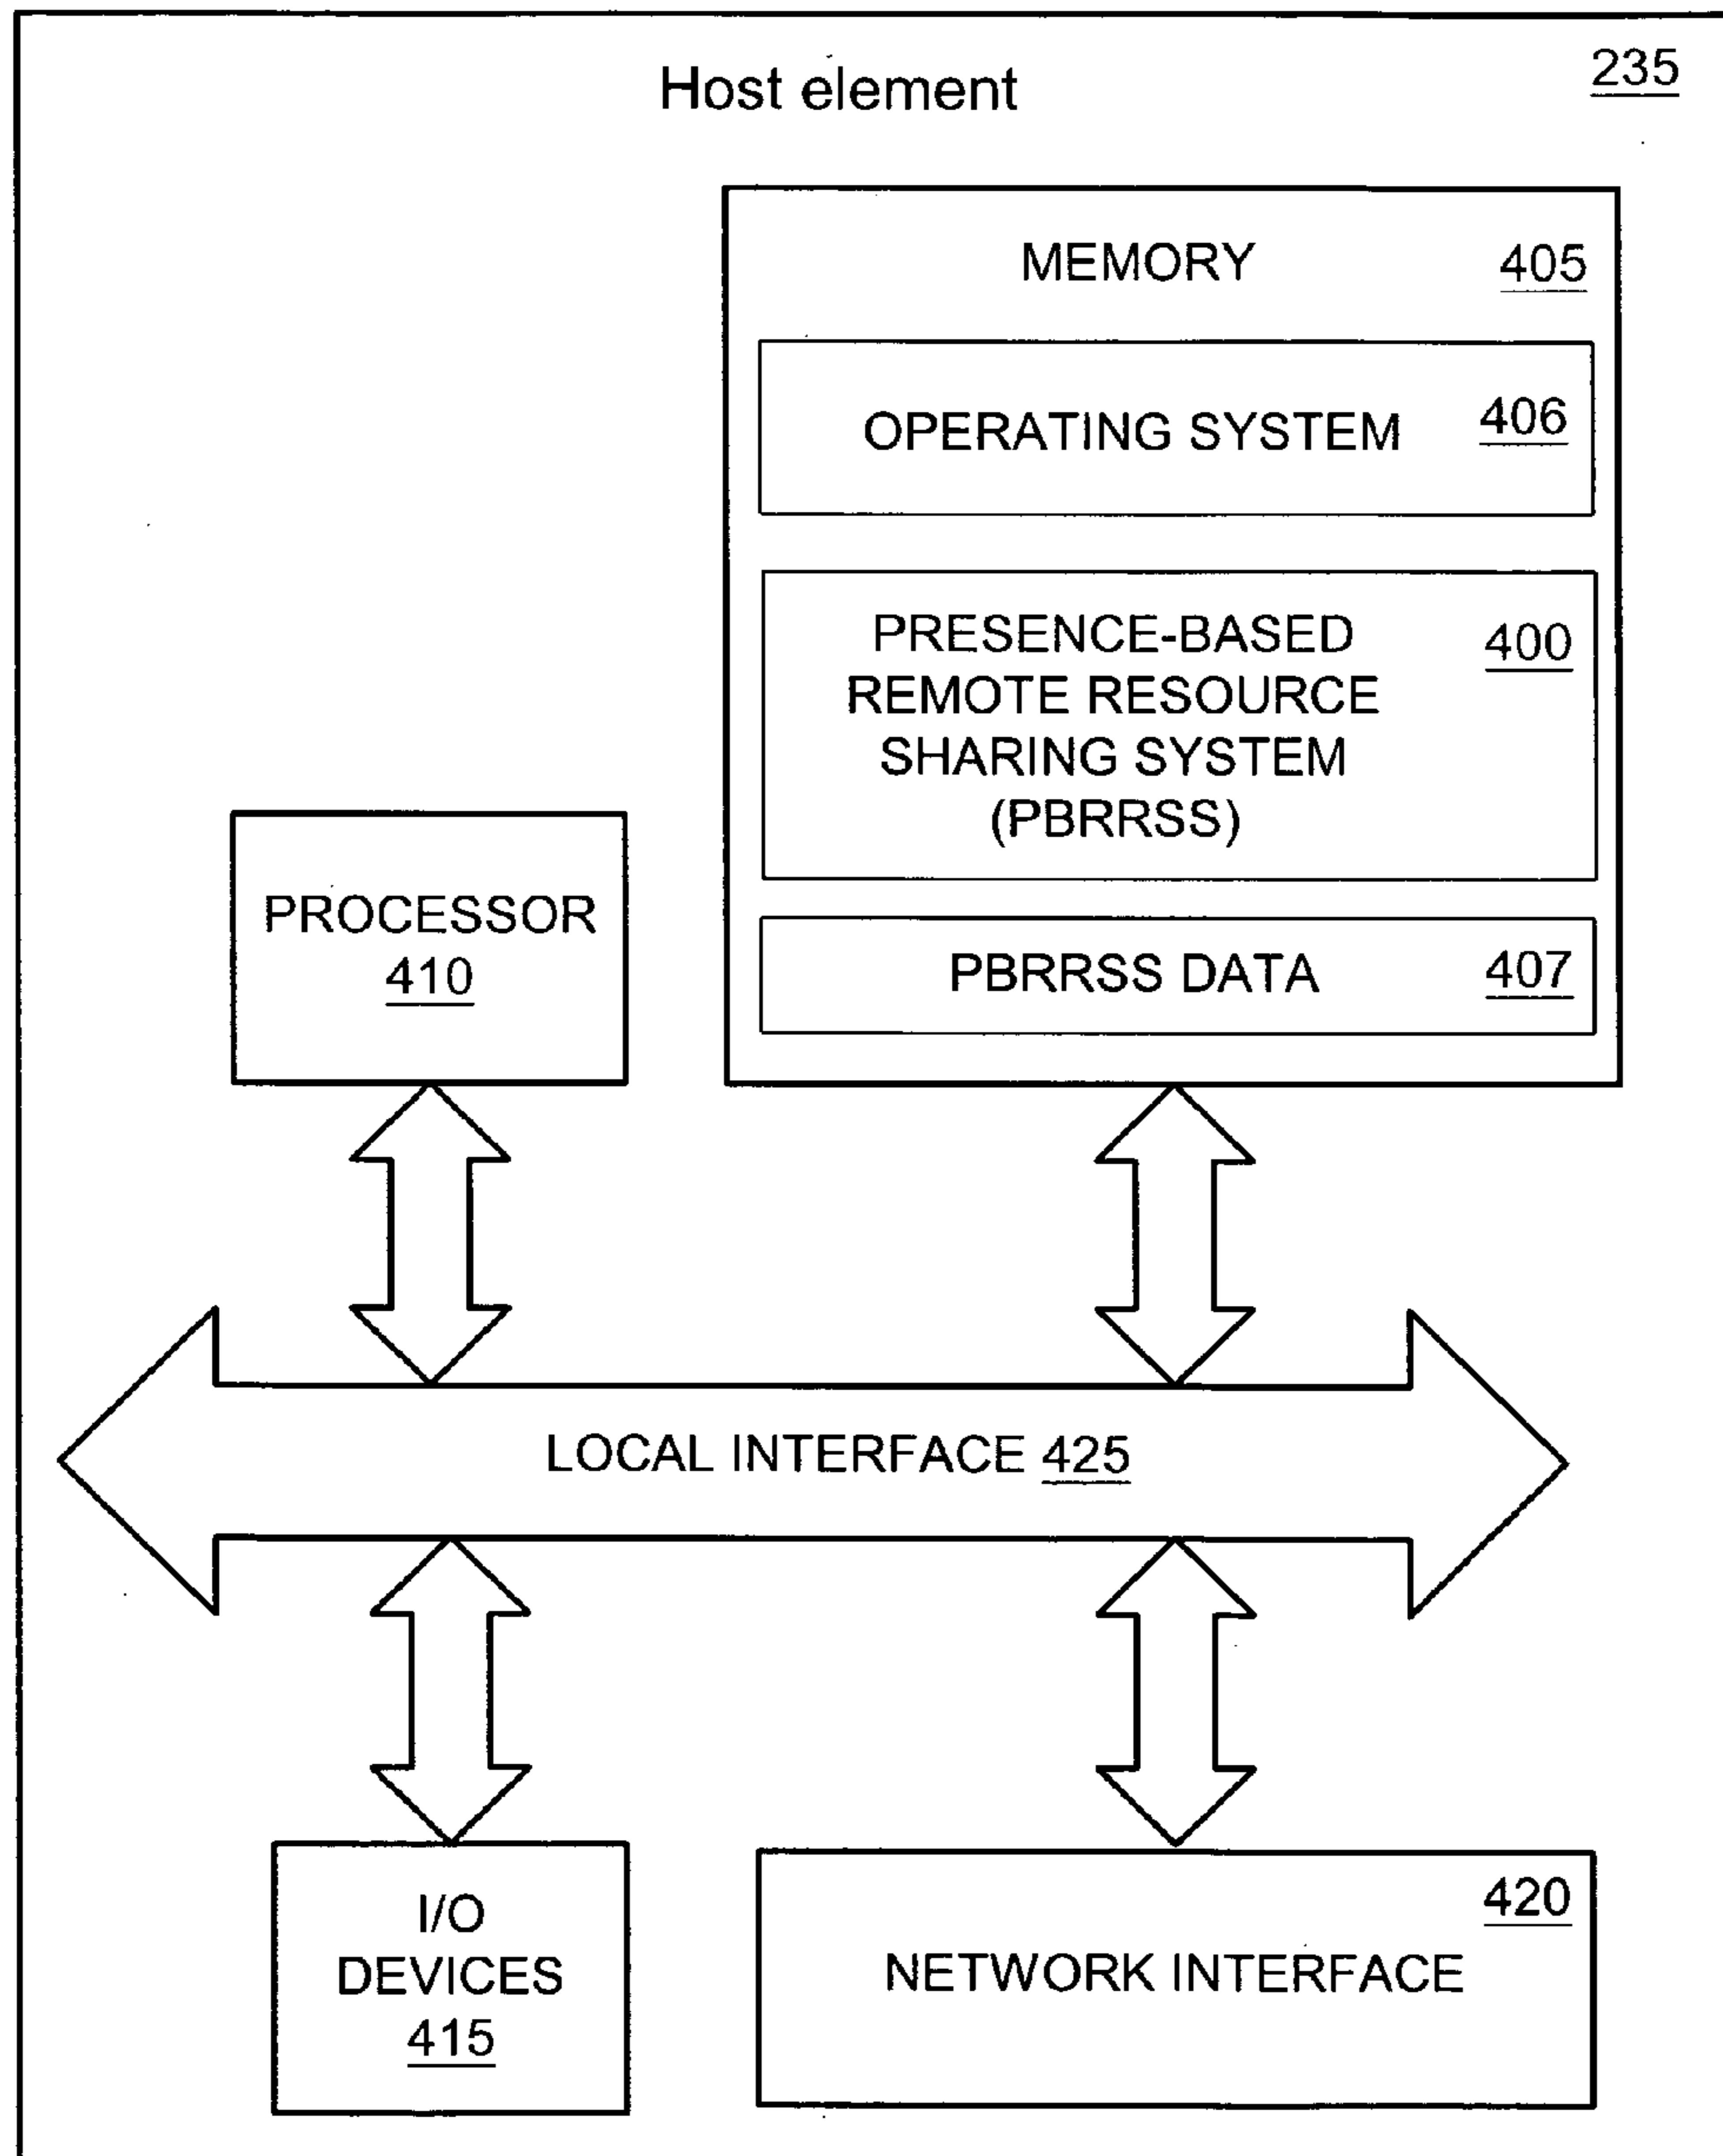 Host element
235
MEMORY
405
OPERATING SYSTEM
406
PRESENCE-BASED
REMOTE RESOURCE
SHARING SYSTEM
(PBRRSS)
400
PBRRSS DATA
407
PROCESSOR
410
LOCAL INTERFACE 425
I/O
DEVICES
415
420
NETWORK INTERFACE